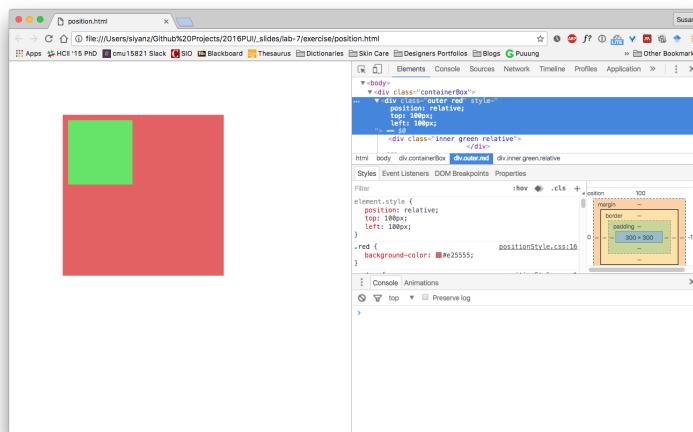 position.html
Susan
file:///Users/siyanz/Github%20Projects/2016PUI/_slides/lab-7/exercise/position.html
Apps HCII '15 PhD cmu15821 Slack SIO Blackboard Thesaurus Dictionaries Skin Care Designers Portfolios Blogs Puuung » Other Bookmark
Elements Console Sources Network Timeline Profiles Application »
▼<body>
▼<div class="containerBox">
… ▼<div class="outer red" style="
position: relative;
top: 100px;
left: 100px;
"> == $0
<div class="inner green relative">
</div>
html body div.containerBox div.outer.red div.inner.green.relative
Styles Event Listeners DOM Breakpoints Properties
Filter :hov .cls +
element.style {
position: relative;
top: 100px;
left: 100px;
}
.red { positionStyle.css:16
background-color: #e25555;
}
position 100
margin –
border –
padding –
0 – – – 300 × 300 – – –
–
–
Console Animations
top ▼ Preserve log
>